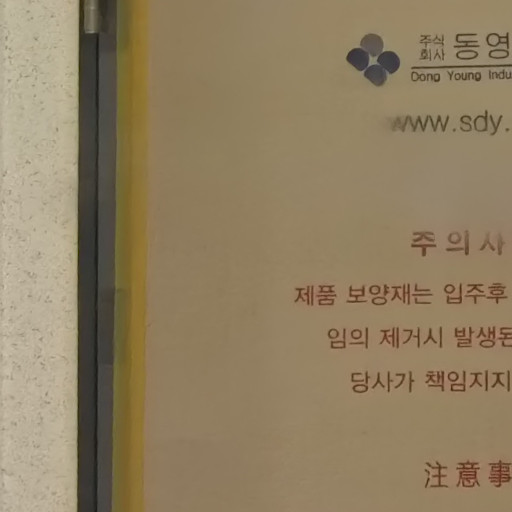 주식
회사 동영
Dong Young Indu
www.sdy.
주의사
제품 보양재는 입주후
임의 제거시 발생된
당사가 책임지지
注意事